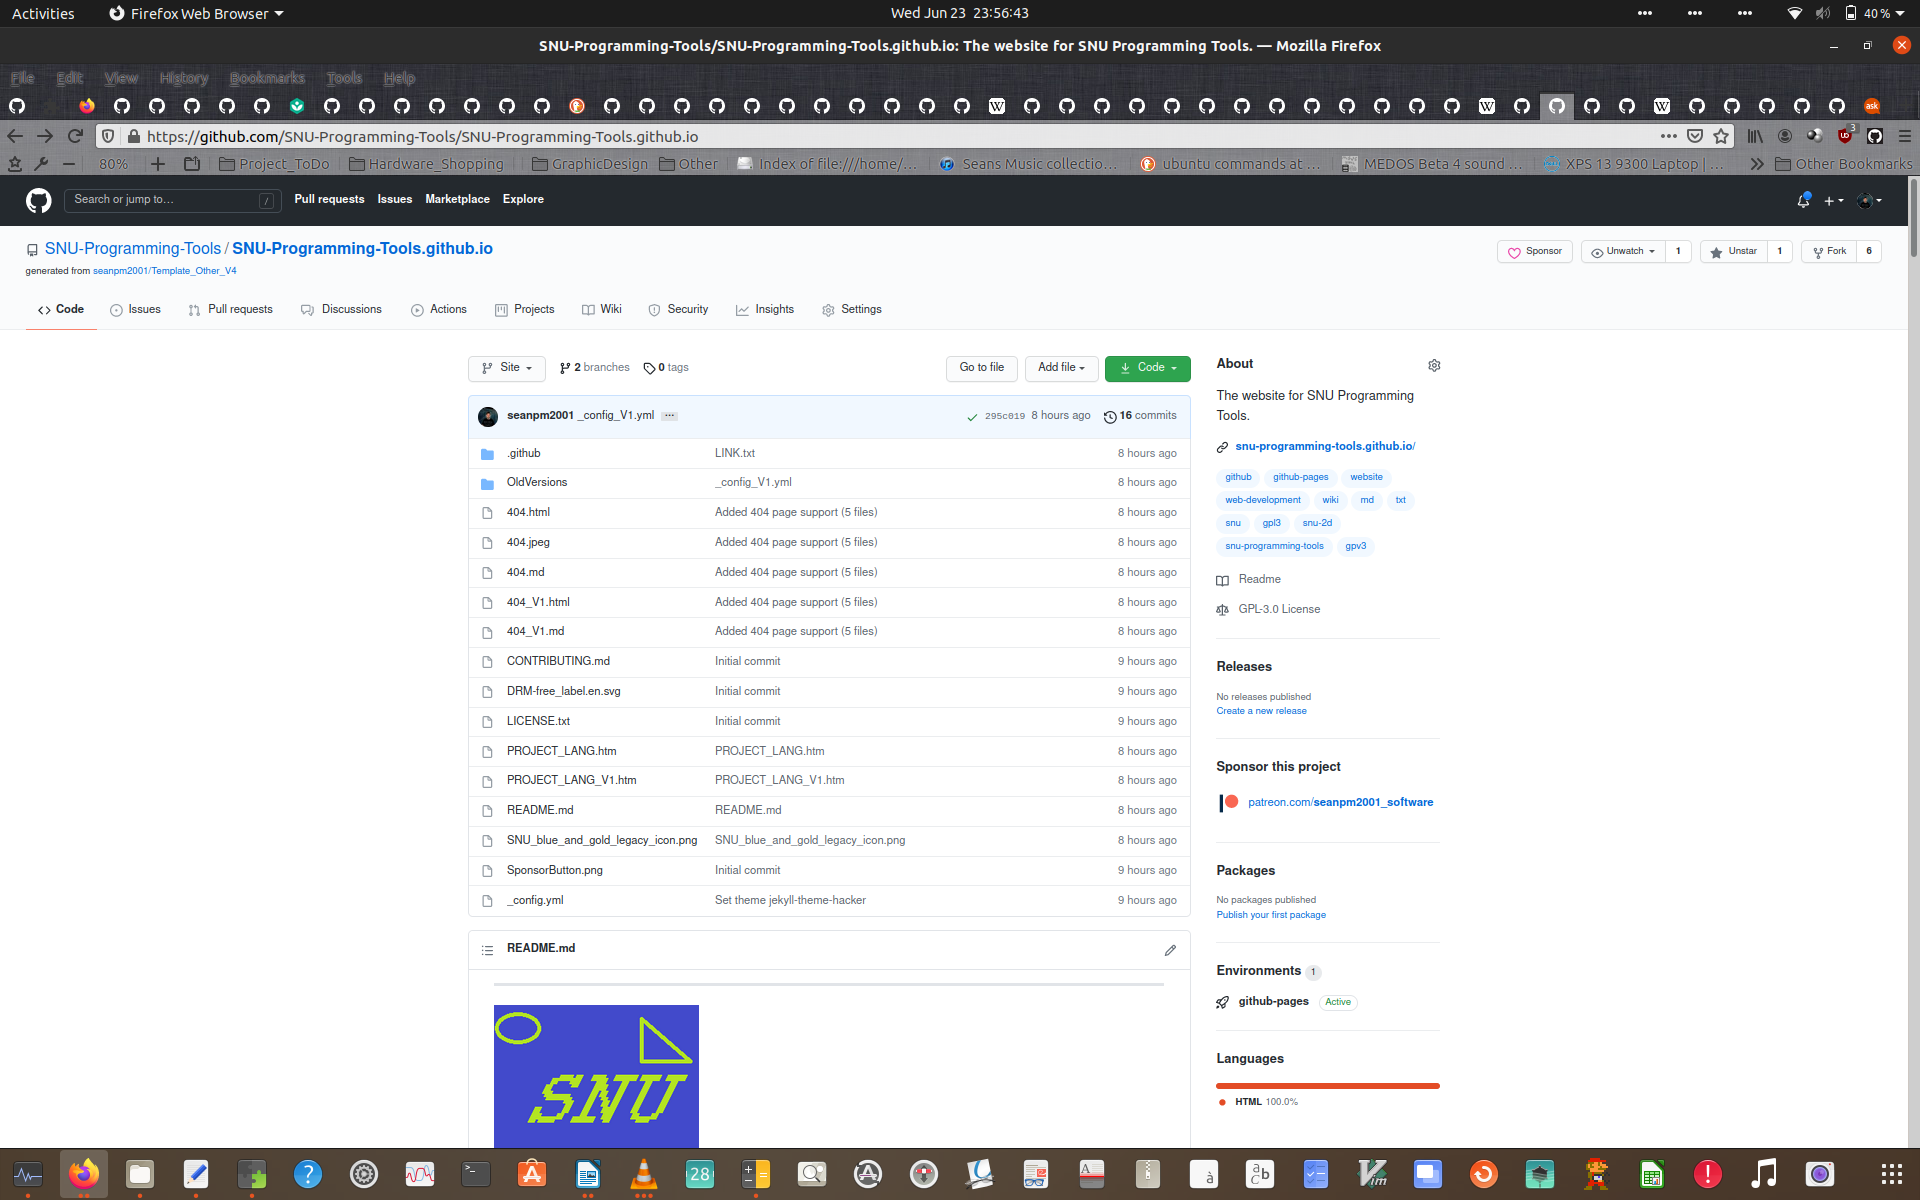 Activities
Firefox Web Browser
Wed Jun 23 23:56:43
40 %
SNU-Programming-Tools/SNU-Programming-Tools.github.io: The website for SNU Programming Tools. — Mozilla Firefox
File Edit View History Bookmarks Tools Help
https://github.com/SNU-Programming-Tools/SNU-Programming-Tools.github.io
3
80%
Project_ToDo
Hardware_Shopping
GraphicDesign
Other
Index of file:///home/...
Seans Music collectio...
ubuntu commands at ...
MEDOS Beta 4 sound ...
XPS 13 9300 Laptop | ...
Other Bookmarks
Search or jump to...
/
Pull requests Issues Marketplace Explore
SNU-Programming-Tools / SNU-Programming-Tools.github.io
generated from seanpm2001/Template_Other_V4
Sponsor
Unwatch 1
Unstar 1
Fork 6
Code Issues Pull requests Discussions Actions Projects Wiki Security Insights Settings
Site
2 branches
0 tags
Go to file
Add file
Code
seanpm2001 _config_V1.yml ...
295c019 8 hours ago
16 commits
.github LINK.txt 8 hours ago
OldVersions _config_V1.yml 8 hours ago
404.html Added 404 page support (5 files) 8 hours ago
404.jpeg Added 404 page support (5 files) 8 hours ago
404.md Added 404 page support (5 files) 8 hours ago
404_V1.html Added 404 page support (5 files) 8 hours ago
404_V1.md Added 404 page support (5 files) 8 hours ago
CONTRIBUTING.md Initial commit 9 hours ago
DRM-free_label.en.svg Initial commit 9 hours ago
LICENSE.txt Initial commit 9 hours ago
PROJECT_LANG.htm PROJECT_LANG.htm 8 hours ago
PROJECT_LANG_V1.htm PROJECT_LANG_V1.htm 8 hours ago
README.md README.md 8 hours ago
SNU_blue_and_gold_legacy_icon.png SNU_blue_and_gold_legacy_icon.png 8 hours ago
SponsorButton.png Initial commit 9 hours ago
_config.yml Set theme jekyll-theme-hacker 9 hours ago
README.md
SNU
About
The website for SNU Programming
Tools.
snu-programming-tools.github.io/
github github-pages website
web-development wiki md txt
snu gpl3 snu-2d
snu-programming-tools gpv3
Readme
GPL-3.0 License
Releases
No releases published
Create a new release
Sponsor this project
patreon.com/seanpm2001_software
Packages
No packages published
Publish your first package
Environments 1
github-pages Active
Languages
HTML 100.0%
28